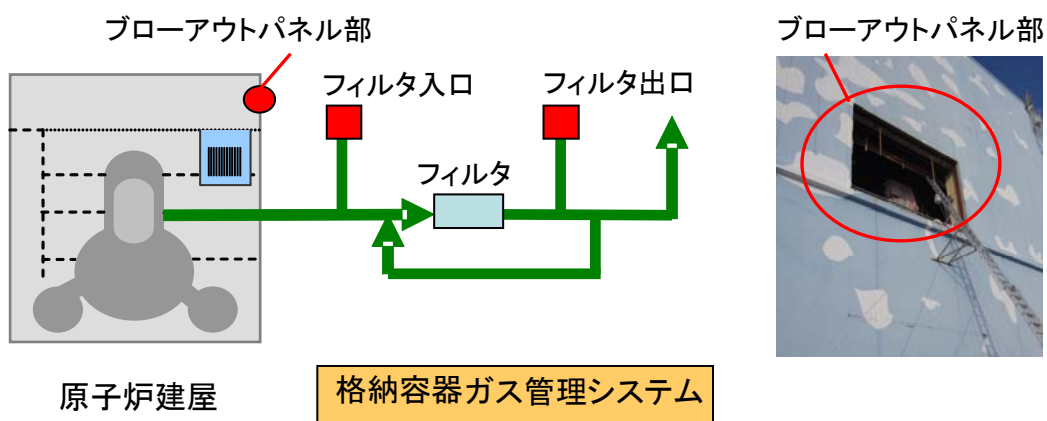 ブローアウトパネル部
ブローアウトパネル部
フィルタ入口
フィルタ出口
フィルタ
原子炉建屋
格納容器ガス管理システム